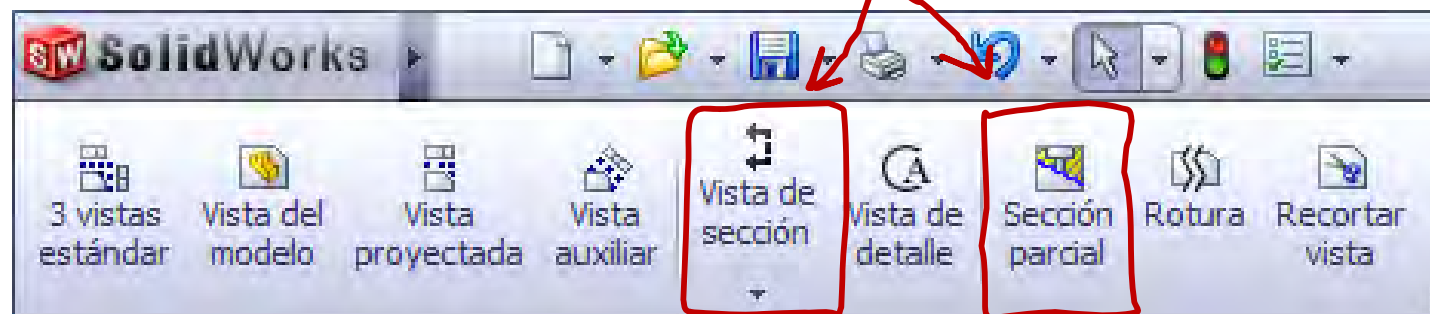 SW SolidWorks
3 vistas estándar
Vista del modelo
Vista proyectada
Vista auxiliar
Vista de sección
A
Vista de detalle
Sección parcial
Rotura
Recortar vista